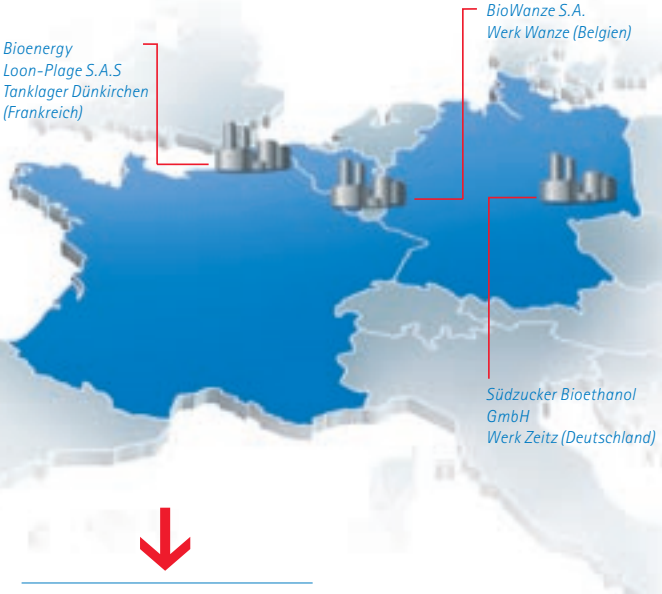 Bioenergy
Loon-Plage S.A.S
Tanklager Dünkirchen
(Frankreich)
BioWanze S.A.
Werk Wanze (Belgien)
Südzucker Bioethanol
GmbH
Werk Zeitz (Deutschland)